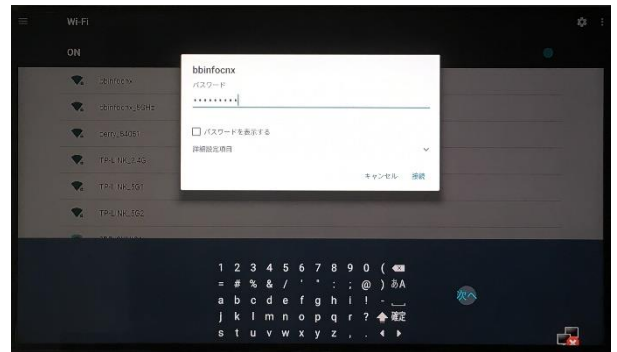 Wi-Fi
ON
bbinfocnx
bbinfocnx
パスワード
•••••••••
パスワードを表示する
詳細設定項目
キャンセル 接続
bbinfocnx_5GHz
TP-LINK_2.4G
TP-LINK_5G1
TP-LINK_5G2
1 2 3 4 5 6 7 8 9 0 (
= # % & / ' " : ; @ ) あA
a b c d e f g h i ! -
j k l m n o p q r ? 確定
s t u v w x y z , .
次へ